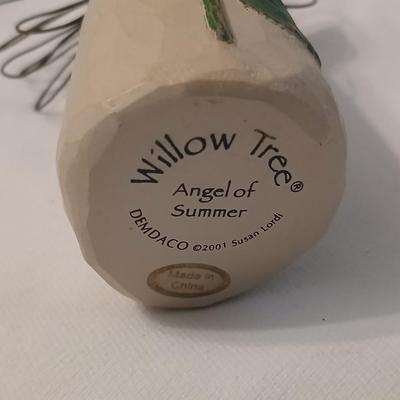 Willow Tree®
Angel of
Summer
DEMDACO ©2001 Susan Lordi
Made in
China